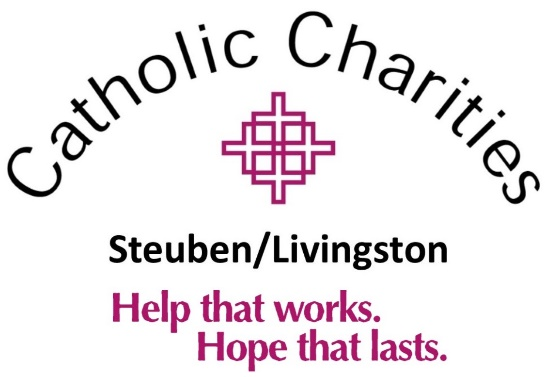 Catholic Charities
Steuben/Livingston
Help that works.
Hope that lasts.